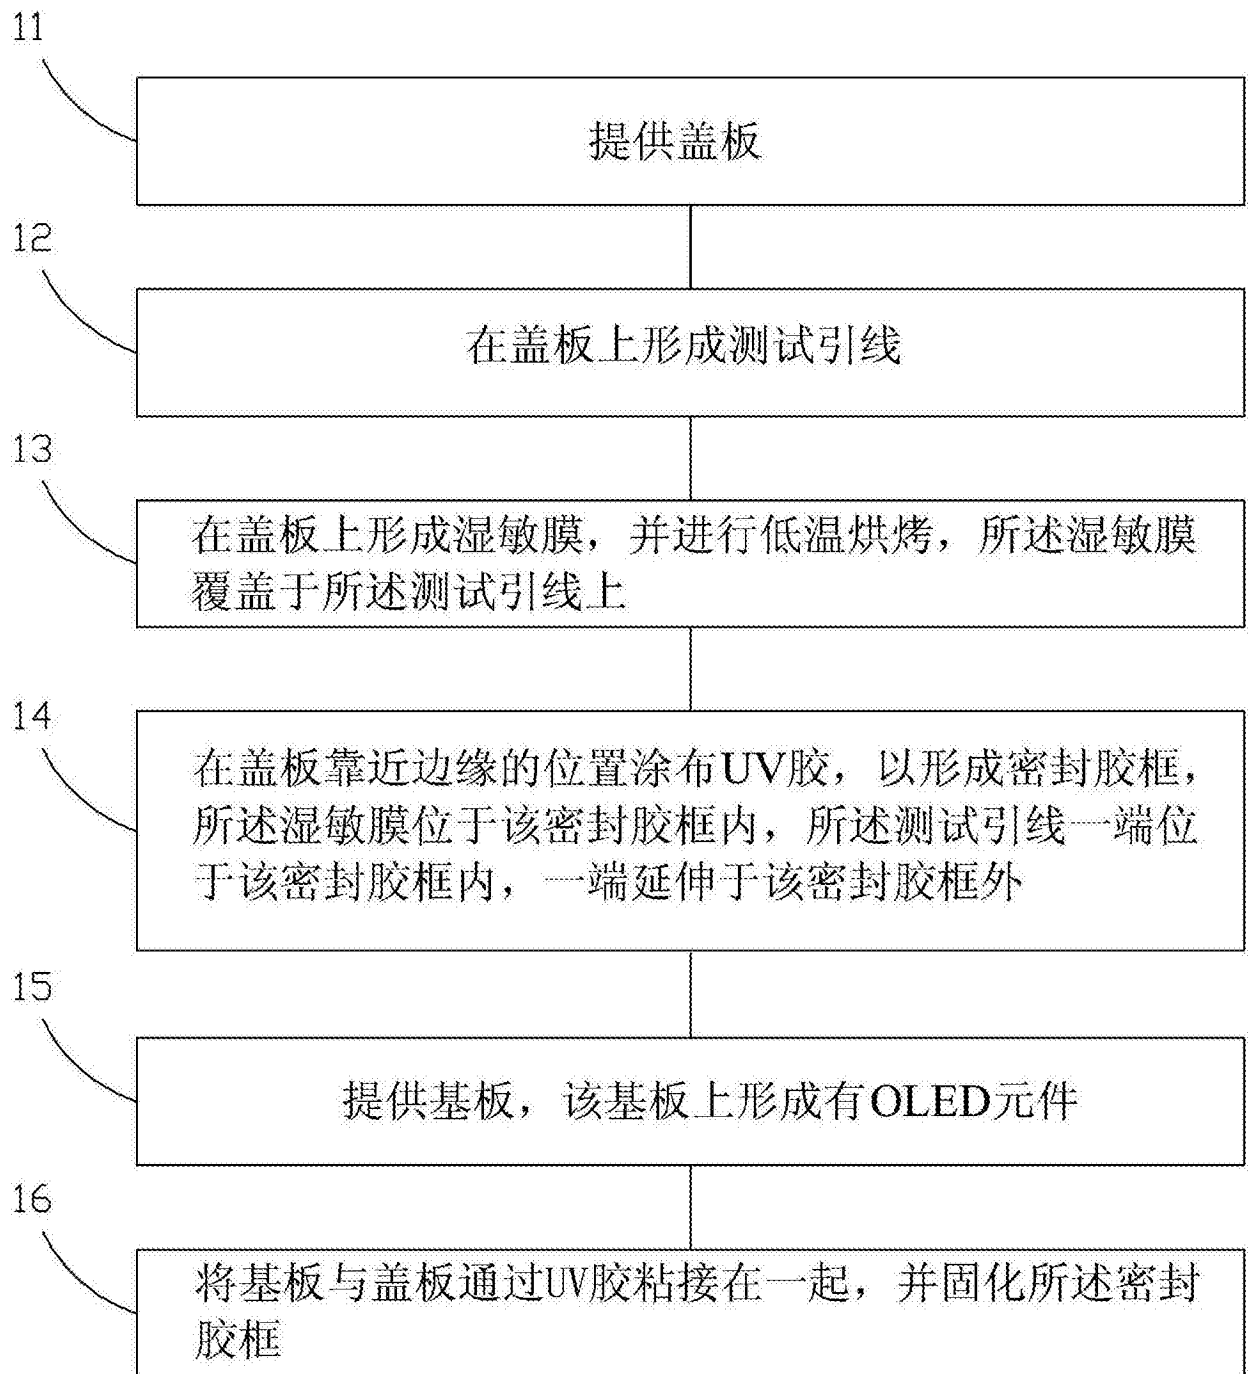 11
提供盖板
12
在盖板上形成测试引线
13
在盖板上形成湿敏膜，并进行低温烘烤，所述湿敏膜
覆盖于所述测试引线上
14
在盖板靠近边缘的位置涂布UV胶，以形成密封胶框，
所述湿敏膜位于该密封胶框内，所述测试引线一端位
于该密封胶框内，一端延伸于该密封胶框外
15
提供基板，该基板上形成有OLED元件
16
将基板与盖板通过UV胶粘接在一起，并固化所述密封
胶框